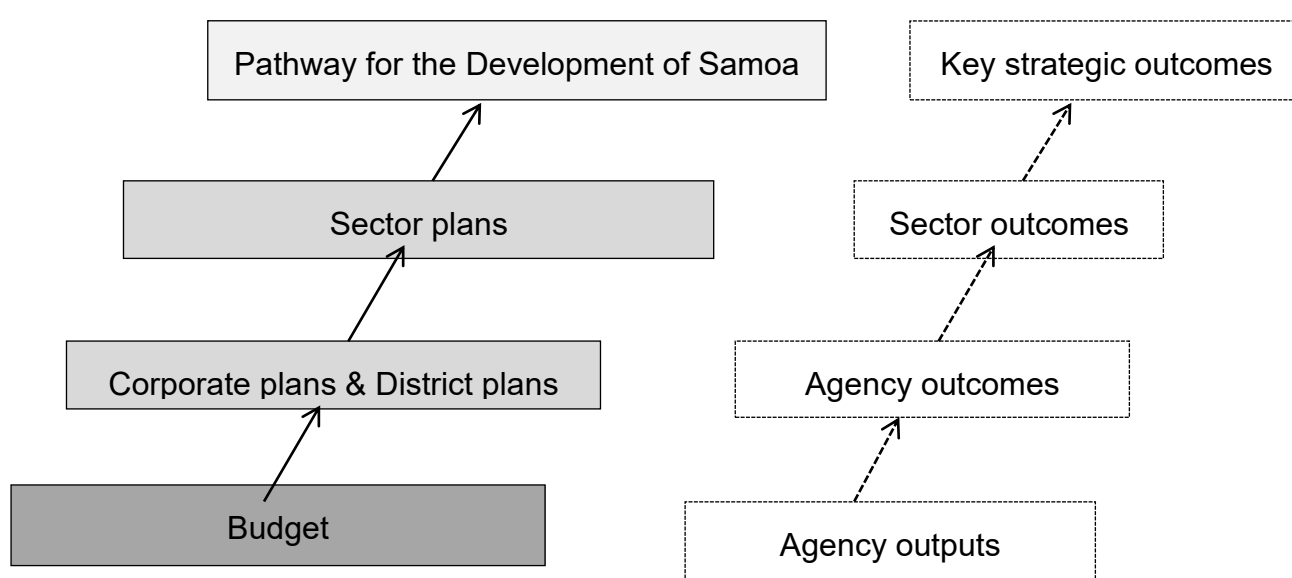 Pathway for the Development of Samoa
Key strategic outcomes
Sector plans
Sector outcomes
Corporate plans & District plans
Agency outcomes
Budget
Agency outputs